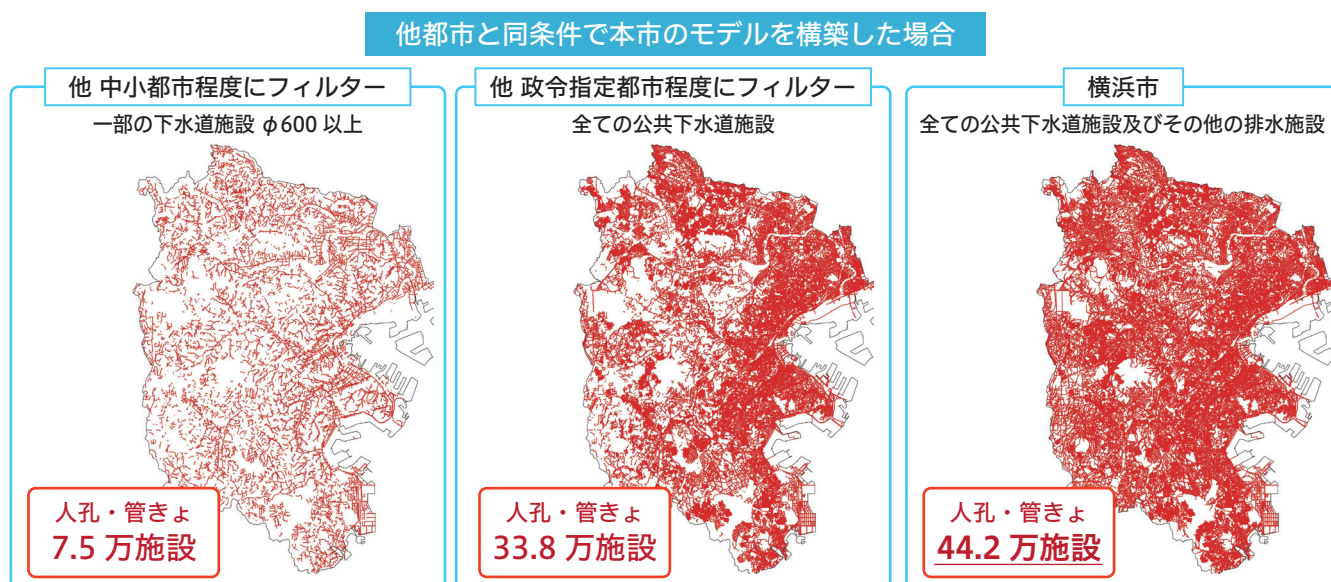 他都市と同条件で本市のモデルを構築した場合
他 中小都市程度にフィルター
一部の下水道施設 φ600 以上
人孔・管きょ
7.5 万施設
他 政令指定都市程度にフィルター
全ての公共下水道施設
人孔・管きょ
33.8 万施設
横浜市
全ての公共下水道施設及びその他の排水施設
人孔・管きょ
44.2 万施設